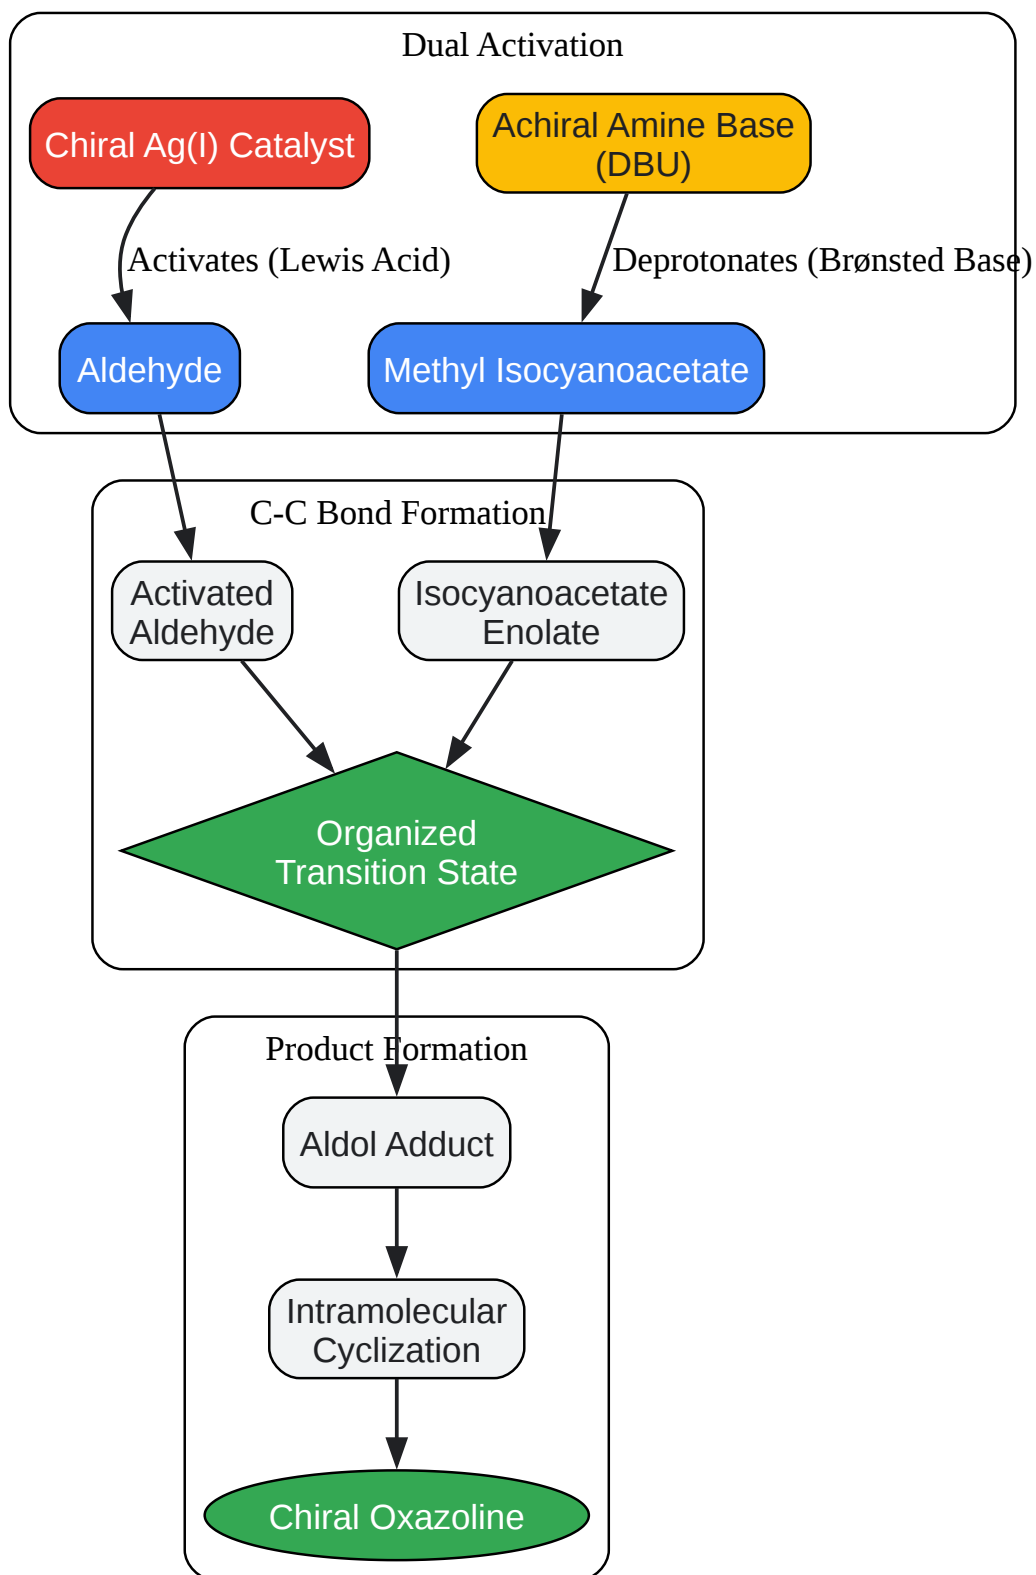 Dual Activation
Chiral Ag(I) Catalyst
Achiral Amine Base
(DBU)
Activates (Lewis Acid)
Deprotonates (Brønsted Base)
Aldehyde
Methyl Isocyanoacetate
C-C Bond Formation
Activated
Aldehyde
Isocyanoacetate
Enolate
Organized
Transition State
Product Formation
Aldol Adduct
Intramolecular
Cyclization
Chiral Oxazoline